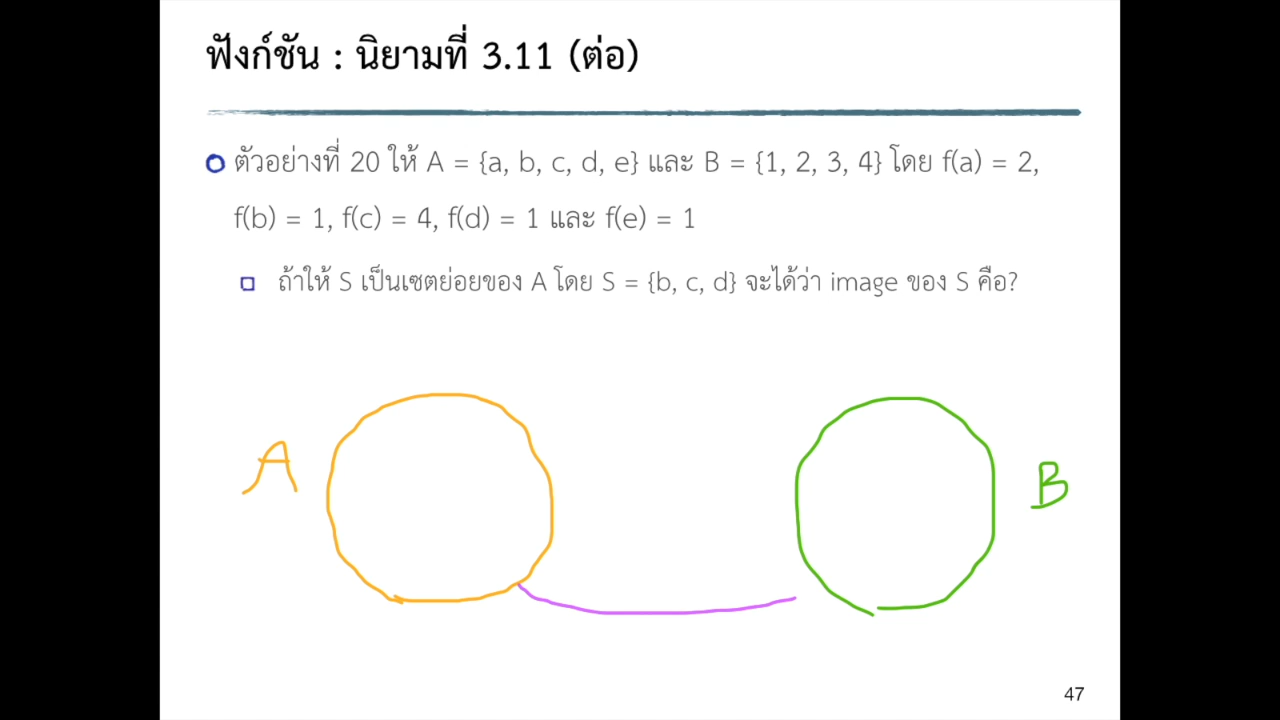 ฟังก์ชัน : นิยามที่ 3.11 (ต่อ)
ตัวอย่างที่ 20 ให้ A = {a, b, c, d, e} และ B = {1, 2, 3, 4} โดย f(a) = 2,
f(b) = 1, f(c) = 4, f(d) = 1 และ f(e) = 1
ถ้าให้ S เป็นเซตย่อยของ A โดย S = {b, c, d} จะได้ว่า image ของ S คือ?
A
B
47